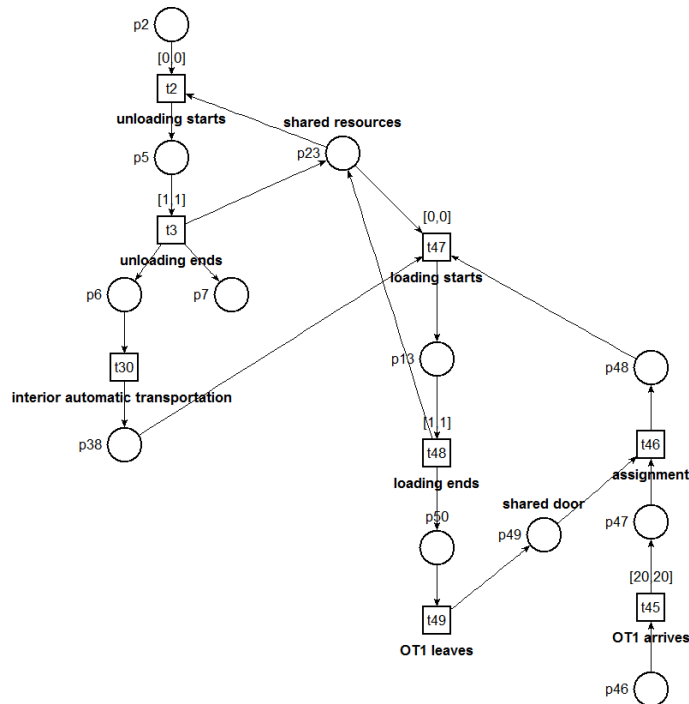 p2
[0,0]
t2
unloading starts
shared resources
p5
p23
[1,1]
[0,0]
t3
t47
unloading ends
loading starts
p6
p7
p13
p48
t30
interior automatic transportation
[1,1]
p38
t48
t46
loading ends
assignment
shared door
p50
p49
p47
[20,20]
t49
t45
OT1 leaves
OT1 arrives
p46